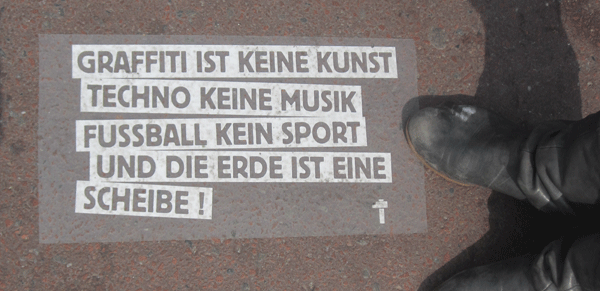 GRAFFITI IST KEINE KUNST
TECHNO KEINE MUSIK
FUSSBALL KEIN SPORT
UND DIE ERDE IST EINE
SCHEIBE !